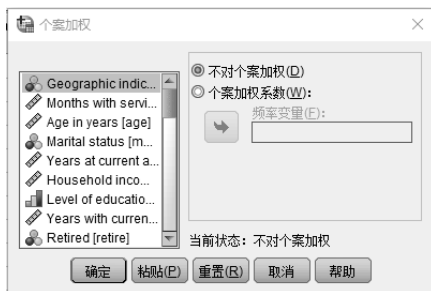 个案加权
Geographic indic...
Months with servi...
Age in years [age]
Marital status [m...
Years at current a...
Household inco...
Level of educatio...
Years with curren...
Retired [retire]
不对个案加权(D)
个案加权系数(W):
频率变量(F):
当前状态：不对个案加权
确定
粘贴(P)
重置(R)
取消
帮助